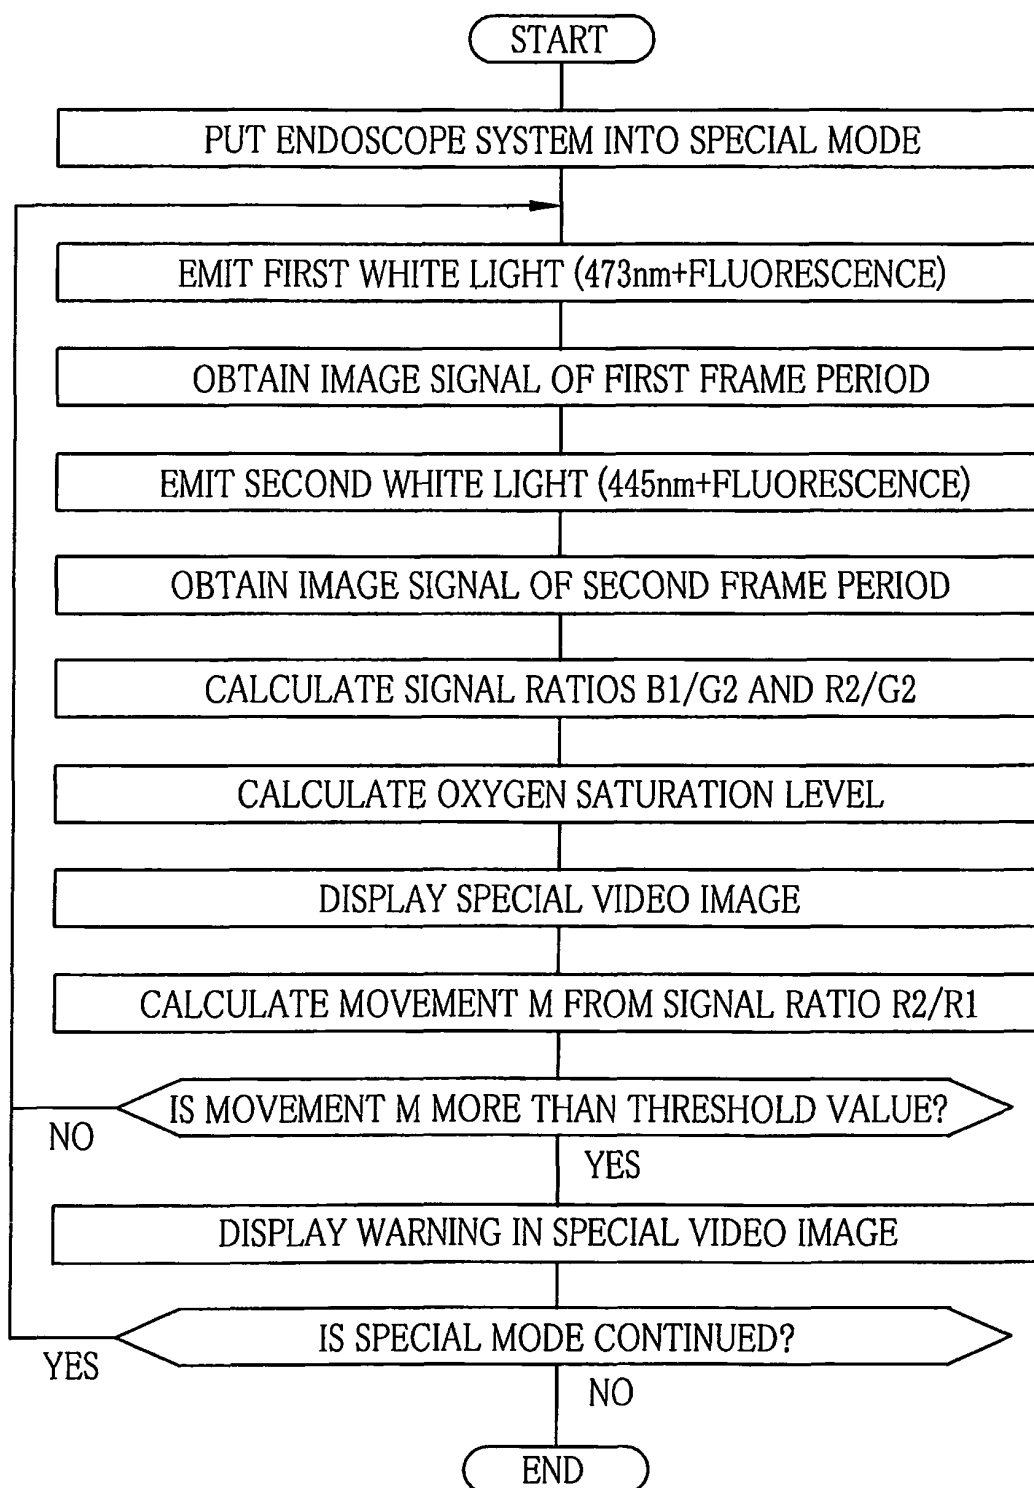 START
PUT ENDOSCOPE SYSTEM INTO SPECIAL MODE
EMIT FIRST WHITE LIGHT (473nm+FLUORESCENCE)
OBTAIN IMAGE SIGNAL OF FIRST FRAME PERIOD
EMIT SECOND WHITE LIGHT (445nm+FLUORESCENCE)
OBTAIN IMAGE SIGNAL OF SECOND FRAME PERIOD
CALCULATE SIGNAL RATIOS B1/G2 AND R2/G2
CALCULATE OXYGEN SATURATION LEVEL
DISPLAY SPECIAL VIDEO IMAGE
CALCULATE MOVEMENT M FROM SIGNAL RATIO R2/R1
IS MOVEMENT M MORE THAN THRESHOLD VALUE?
NO
YES
DISPLAY WARNING IN SPECIAL VIDEO IMAGE
IS SPECIAL MODE CONTINUED?
YES
NO
END